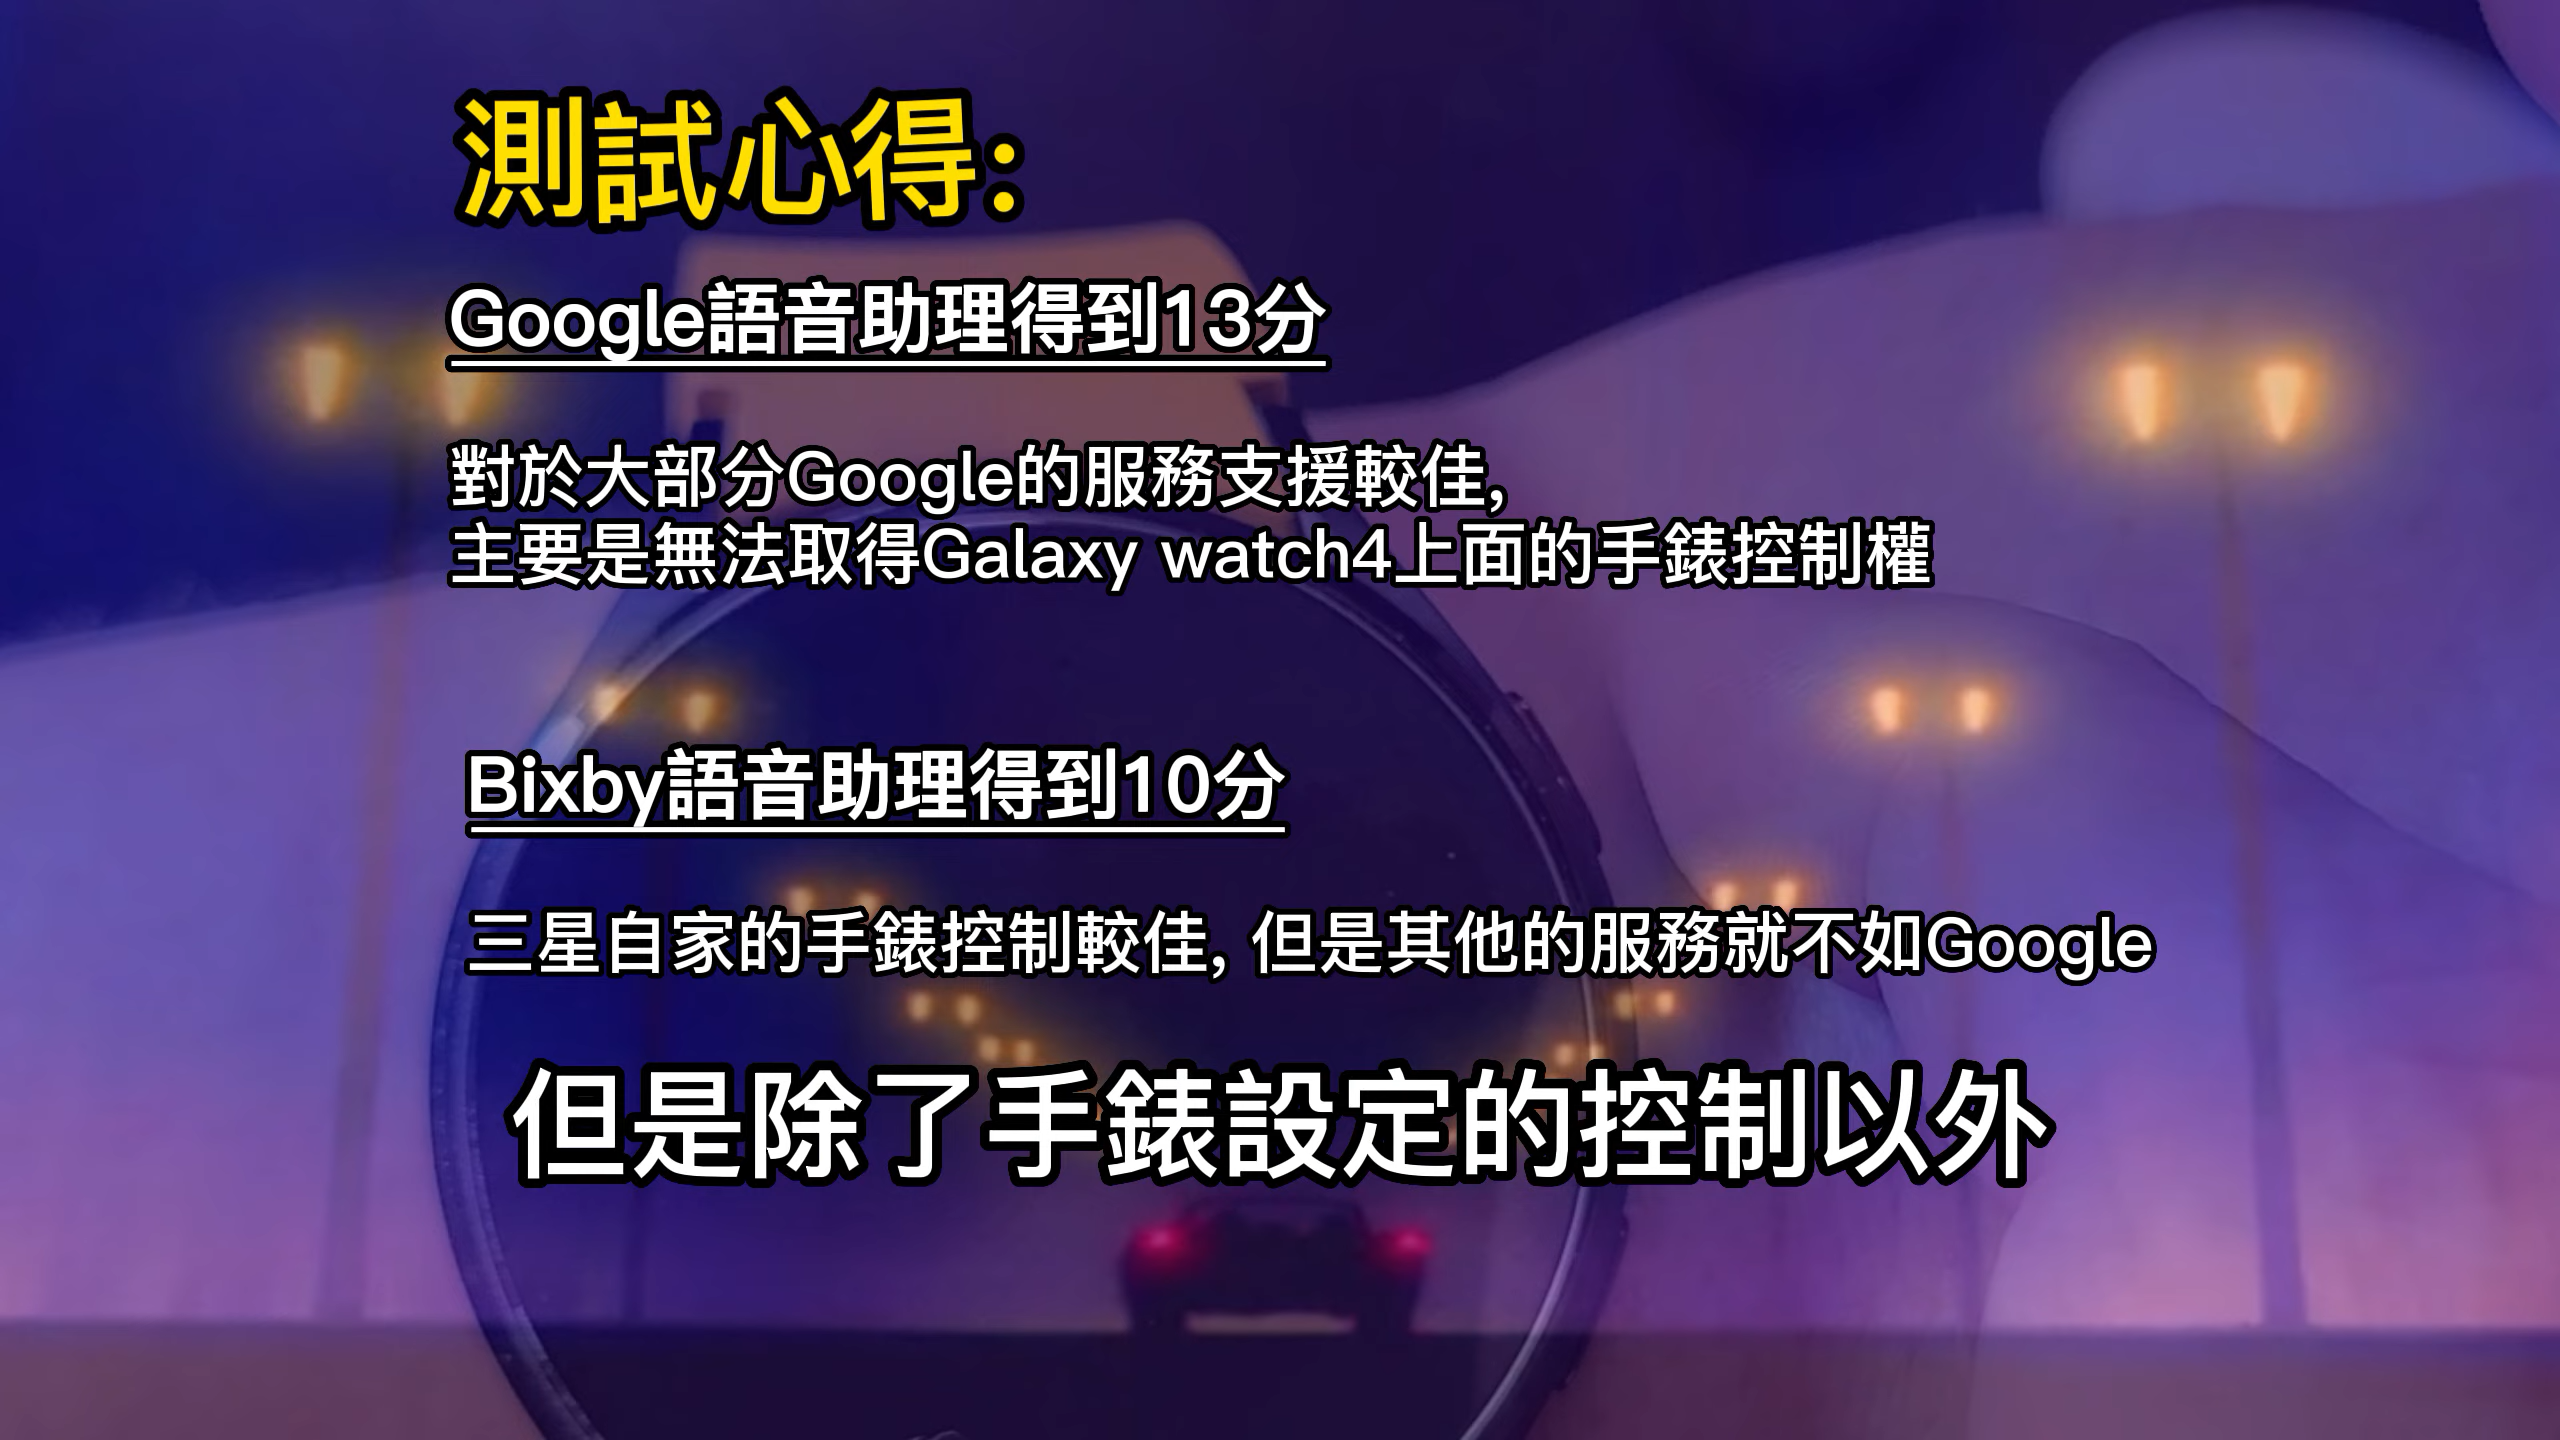 測試心得:
Google語音助理得到13分
對於大部分Google的服務支援較佳,
主要是無法取得Galaxy watch4上面的手錶控制權
Bixby語音助理得到10分
三星自家的手錶控制較佳, 但是其他的服務就不如Google
但是除了手錶設定的控制以外